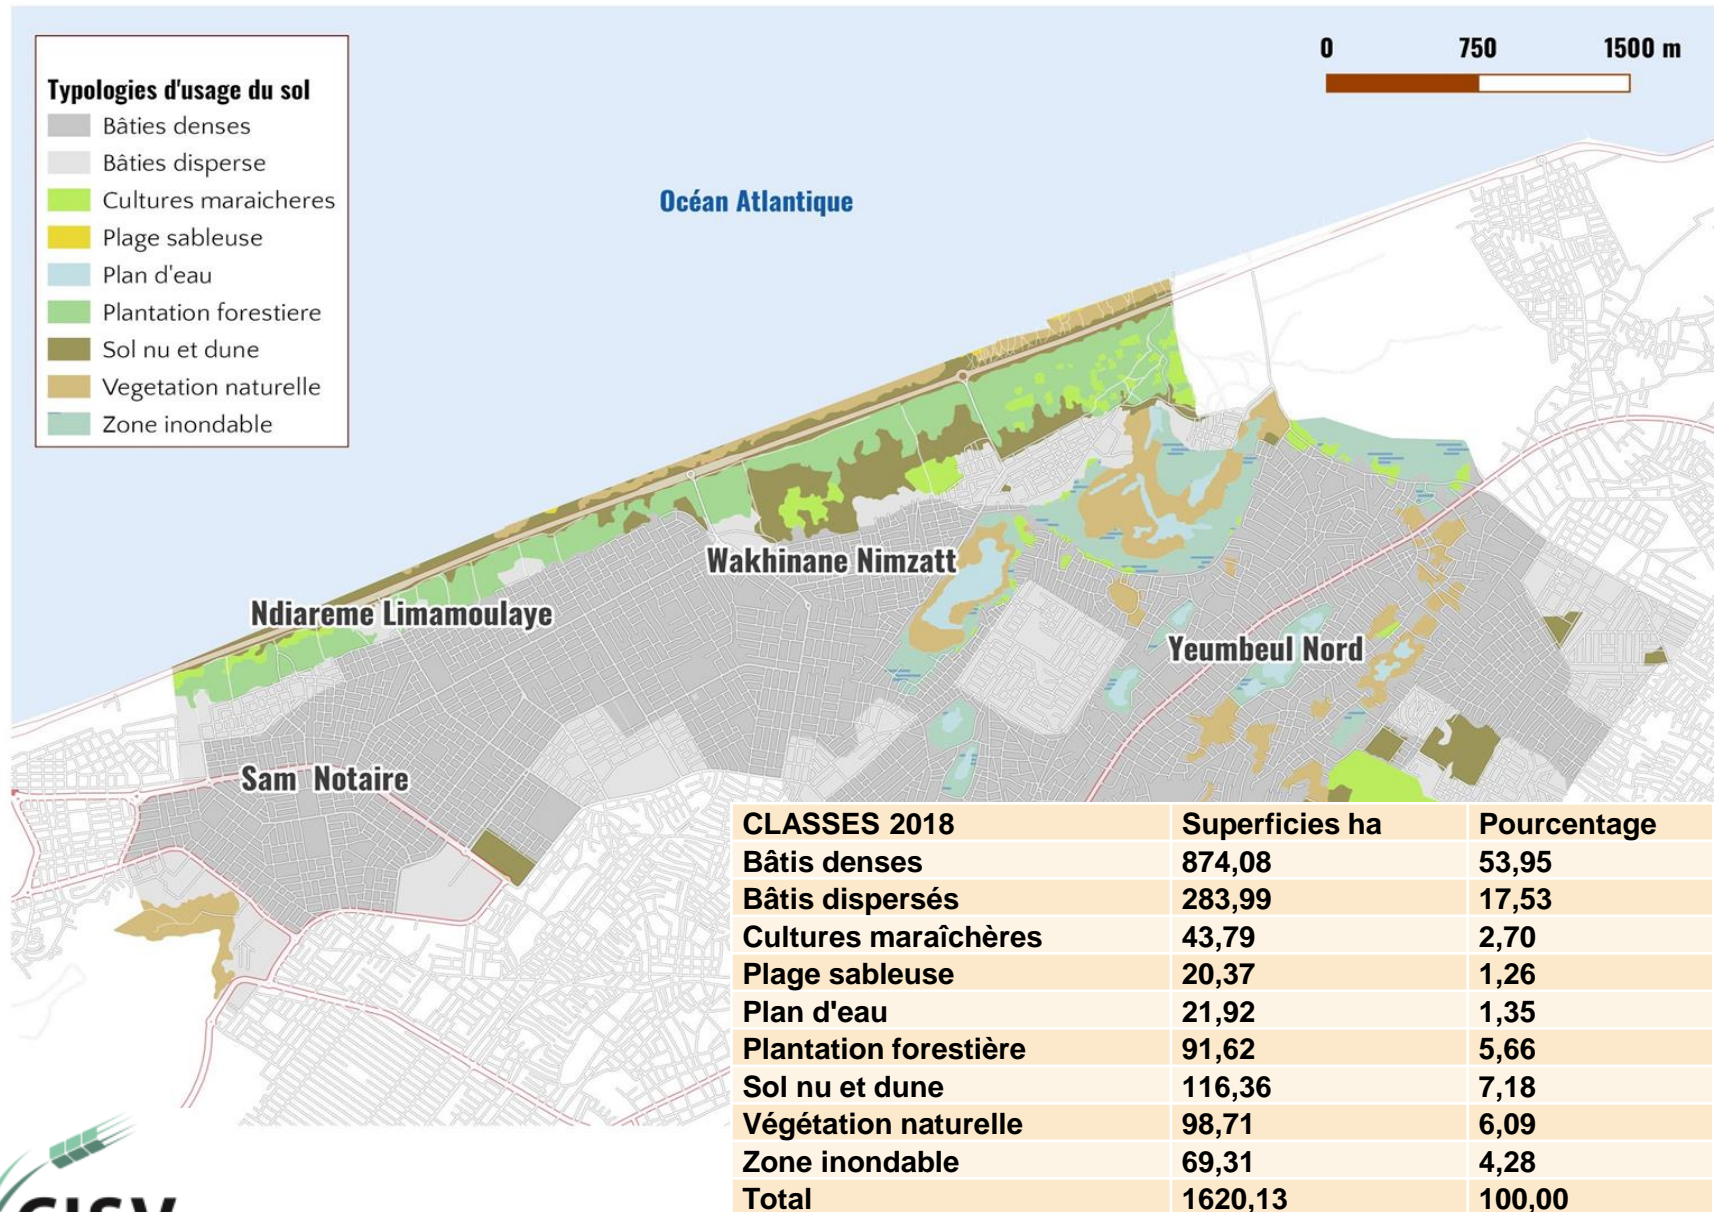 0 750 1500 m
Typologies d'usage du sol
Bâties denses
Bâties disperse
Cultures maraicheres
Plage sableuse
Plan d'eau
Plantation forestiere
Sol nu et dune
Vegetation naturelle
Zone inondable
Océan Atlantique
Wakhinane Nimzatt
Ndiareme Limamoulaye
Yeumbeul Nord
Sam Notaire
CLASSES 2018 Superficies ha Pourcentage
Bâtis denses 874,08 53,95
Bâtis dispersés 283,99 17,53
Cultures maraîchères 43,79 2,70
Plage sableuse 20,37 1,26
Plan d'eau 21,92 1,35
Plantation forestière 91,62 5,66
Sol nu et dune 116,36 7,18
Végétation naturelle 98,71 6,09
Zone inondable 69,31 4,28
Total 1620,13 100,00
CISV